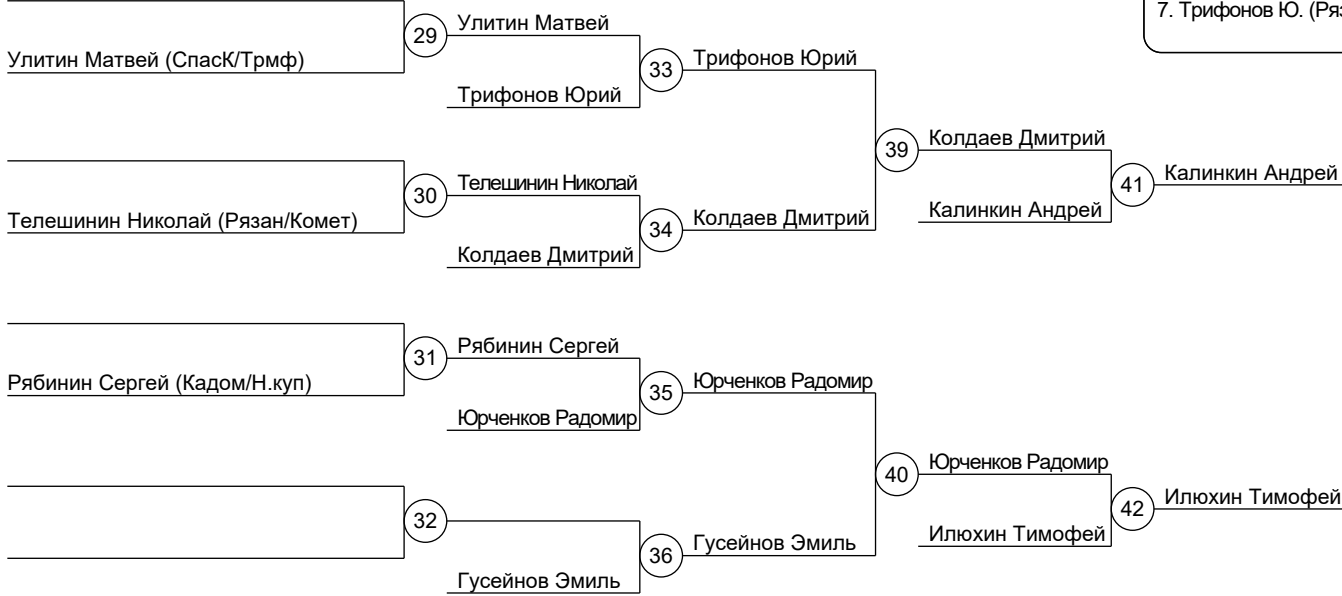 7. Трифонов Ю. (Ряз
29
Улитин Матвей
Улитин Матвей (СпасК/Трмф)
33
Трифонов Юрий
Трифонов Юрий
39
Колдаев Дмитрий
30
Телешинин Николай
41
Калинкин Андрей
Телешинин Николай (Рязан/Комет)
34
Колдаев Дмитрий
Калинкин Андрей
Колдаев Дмитрий
31
Рябинин Сергей
Рябинин Сергей (Кадом/Н.куп)
35
Юрченков Радомир
Юрченков Радомир
40
Юрченков Радомир
32
42
Илюхин Тимофей
36
Гусейнов Эмиль
Илюхин Тимофей
Гусейнов Эмиль